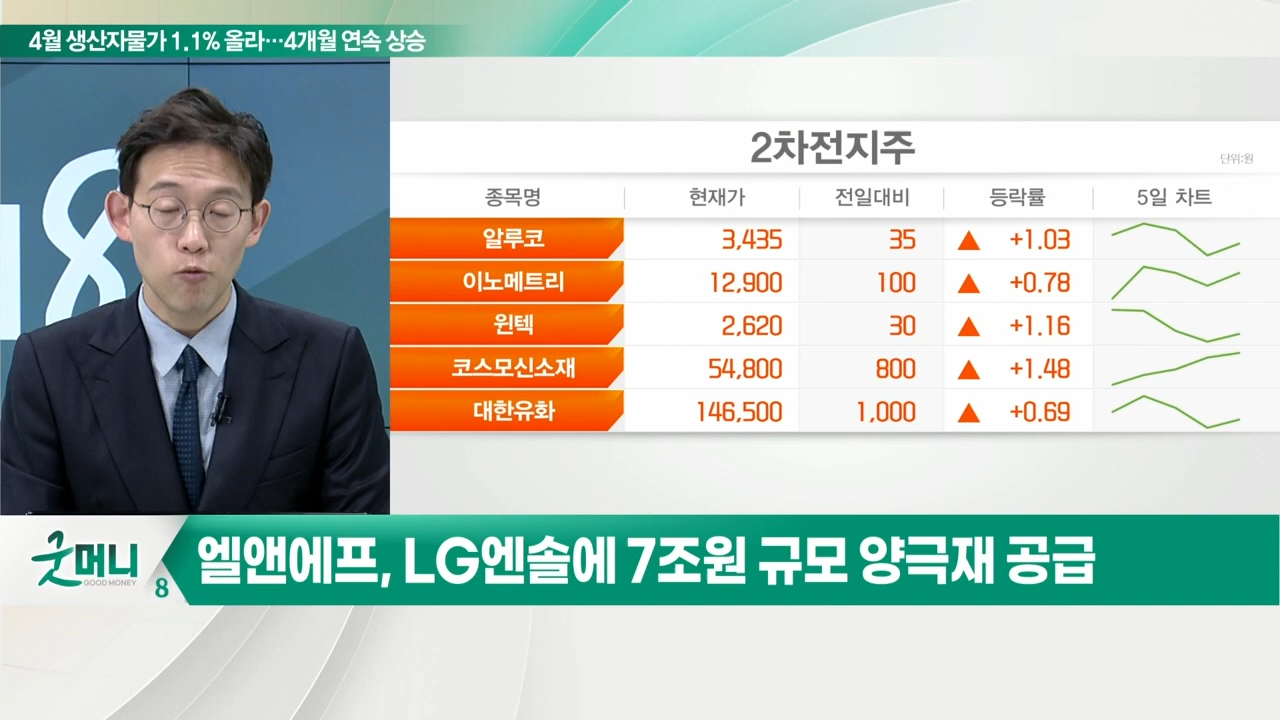 4월 생산자물가 1.1% 올라…4개월 연속 상승
8
2차전지주
단위:원
종목명 현재가 전일대비 등락률 5일 차트
알루코 3,435 35 ▲ +1.03
이노메트리 12,900 100 ▲ +0.78
윈텍 2,620 30 ▲ +1.16
코스모신소재 54,800 800 ▲ +1.48
대한유화 146,500 1,000 ▲ +0.69
굿머니
GOOD MONEY
8
엘앤에프, LG엔솔에 7조원 규모 양극재 공급